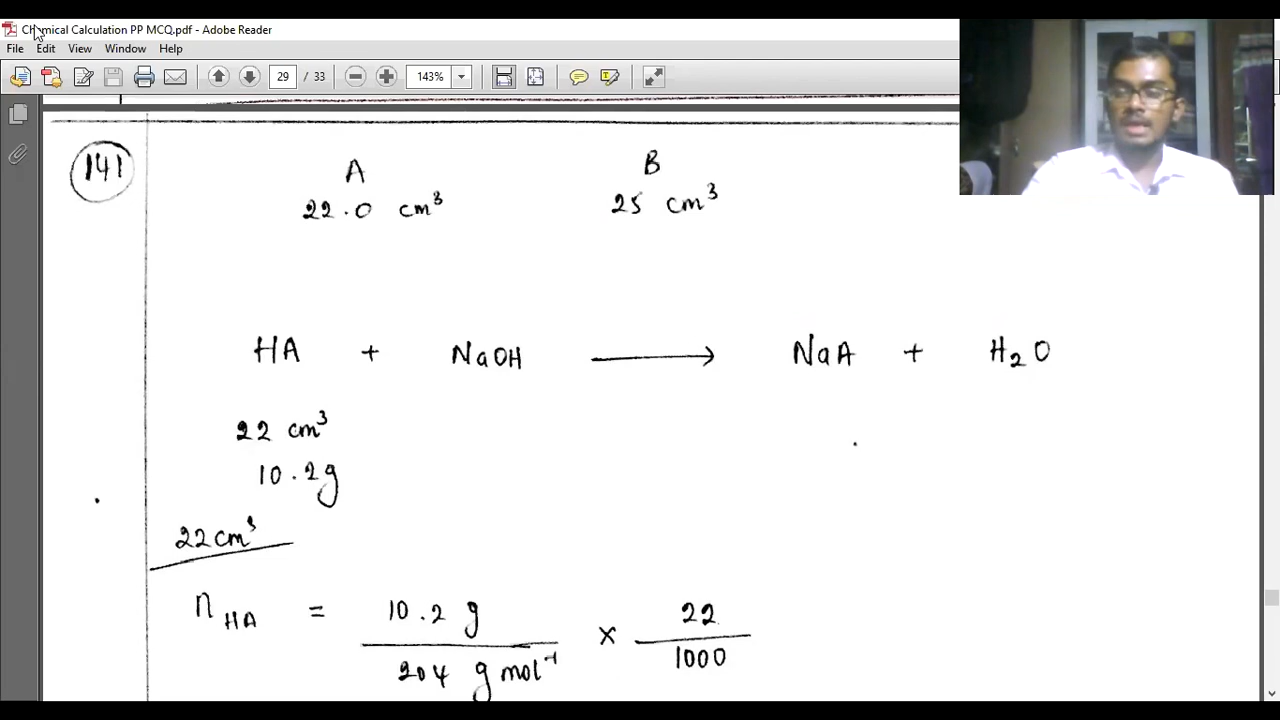 Chemical Calculation PP MCQ.pdf - Adobe Reader
File Edit View Window Help
29 / 33 143%
141
A B
22.0 cm³ 25 cm³
HA + NaOH ⟶ NaA + H₂O
22 cm³
10.2g
22cm³
n_HA = 10.2 g / 204 g mol⁻¹ × 22 / 1000